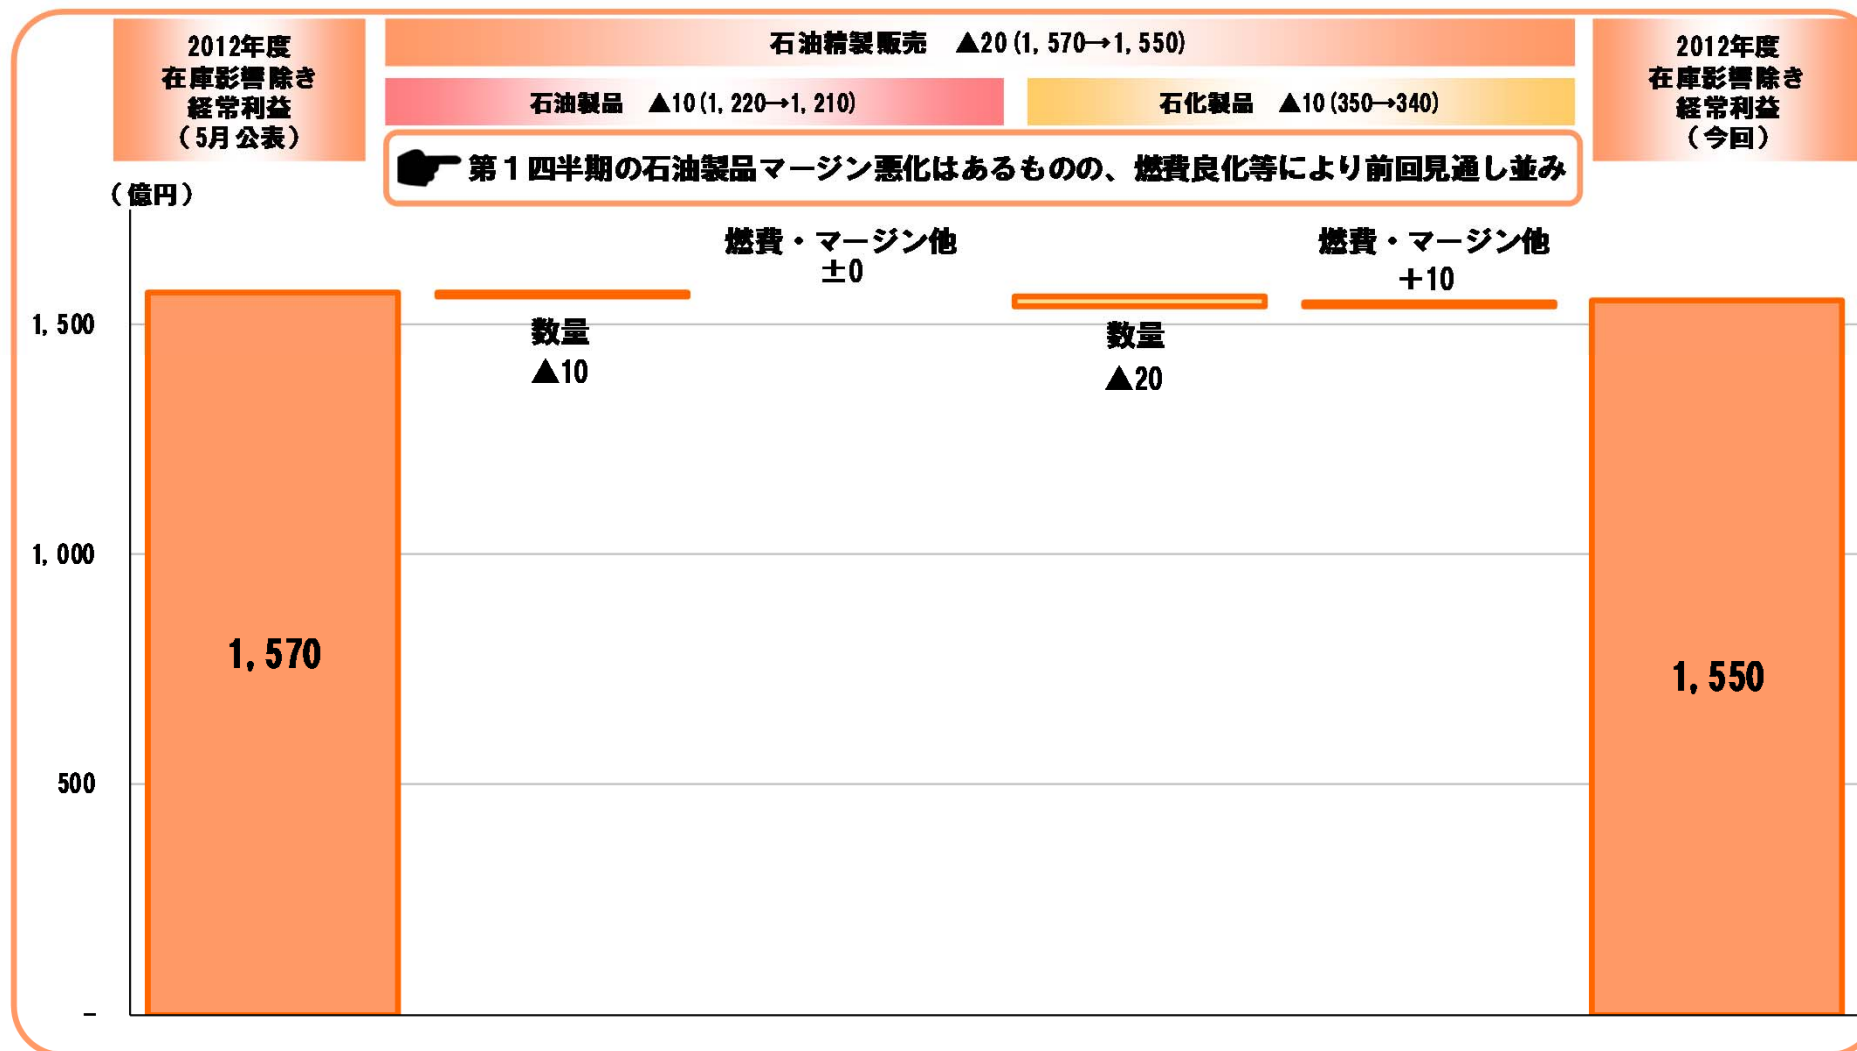 2012年度
在庫影響除き
経常利益
（5月公表）
石油精製販売　▲20(1,570→1,550)
石油製品　▲10(1,220→1,210)
石化製品　▲10(350→340)
2012年度
在庫影響除き
経常利益
（今回）
第1四半期の石油製品マージン悪化はあるものの、燃費良化等により前回見通し並み
（億円）
燃費・マージン他
±0
燃費・マージン他
＋10
数量
▲10
数量
▲20
1,500
1,000
500
－
1,570
1,550